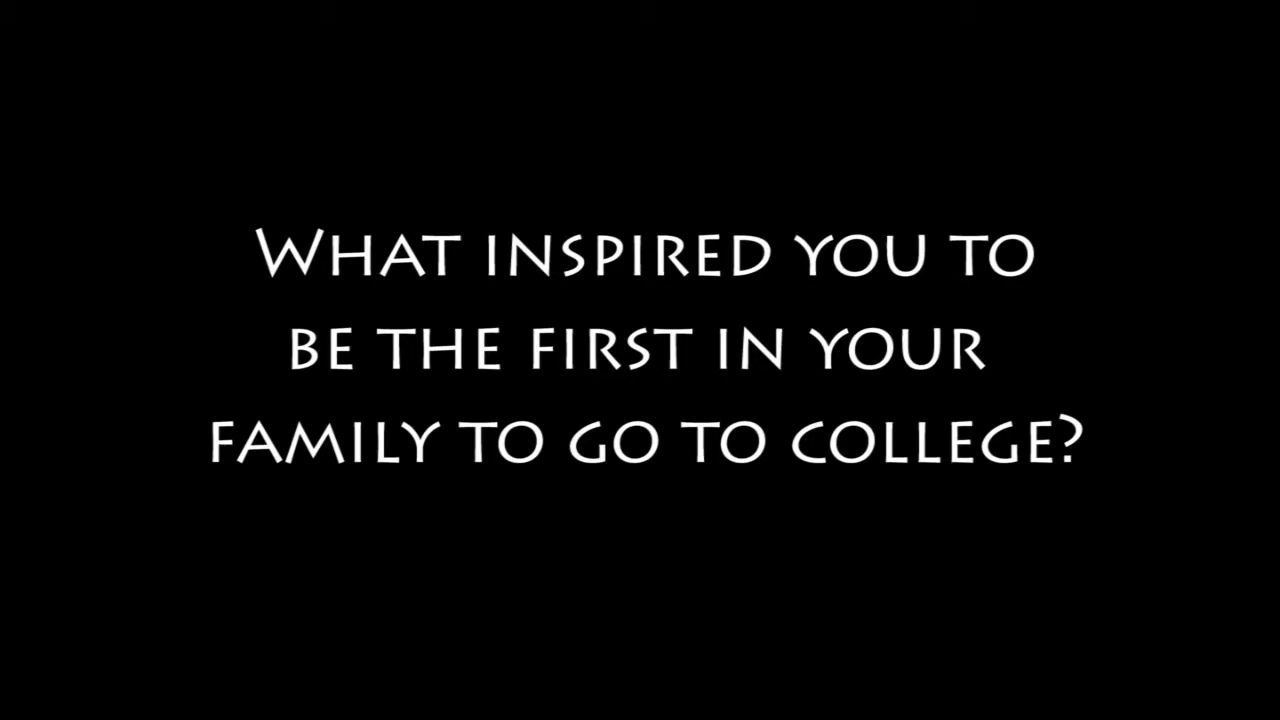 What inspired you to
be the first in your
family to go to college?